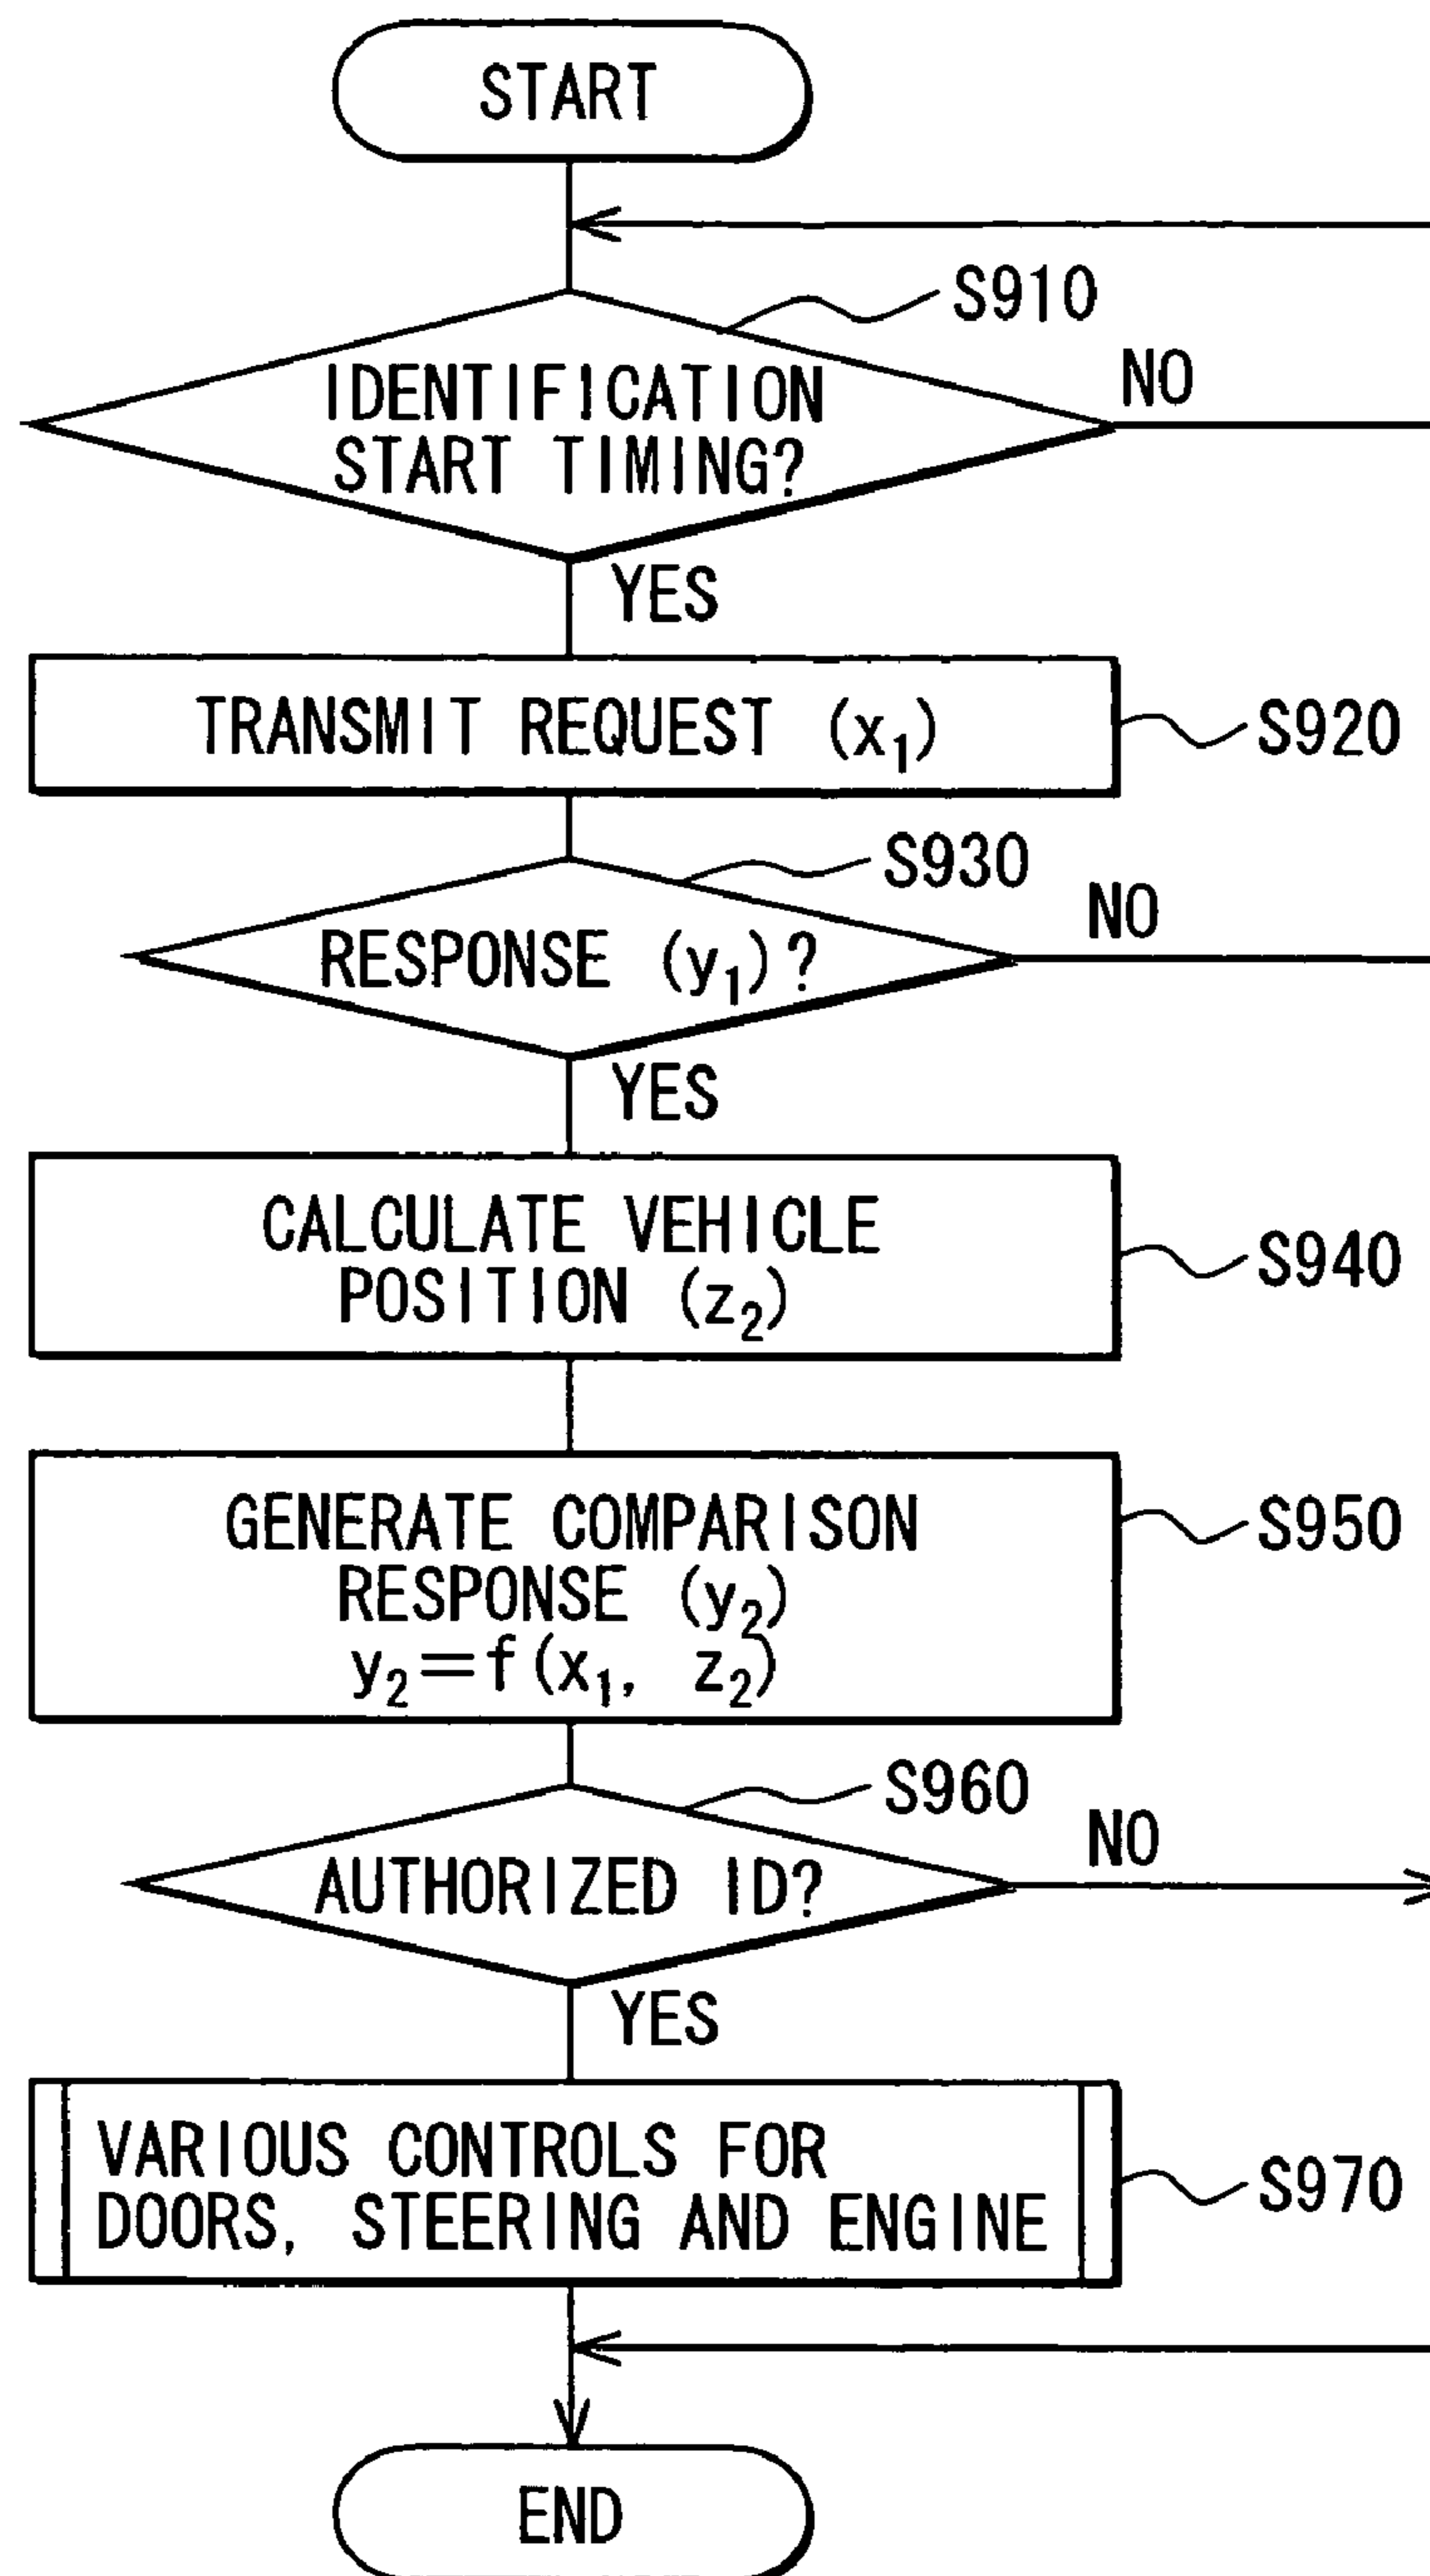 START
S910
IDENTIFICATION
START TIMING?
NO
YES
TRANSMIT REQUEST (x₁)
S920
S930
RESPONSE (y₁)?
NO
YES
CALCULATE VEHICLE
POSITION (z₂)
S940
GENERATE COMPARISON
RESPONSE (y₂)
y₂=f(x₁, z₂)
S950
S960
AUTHORIZED ID?
NO
YES
VARIOUS CONTROLS FOR
DOORS, STEERING AND ENGINE
S970
END